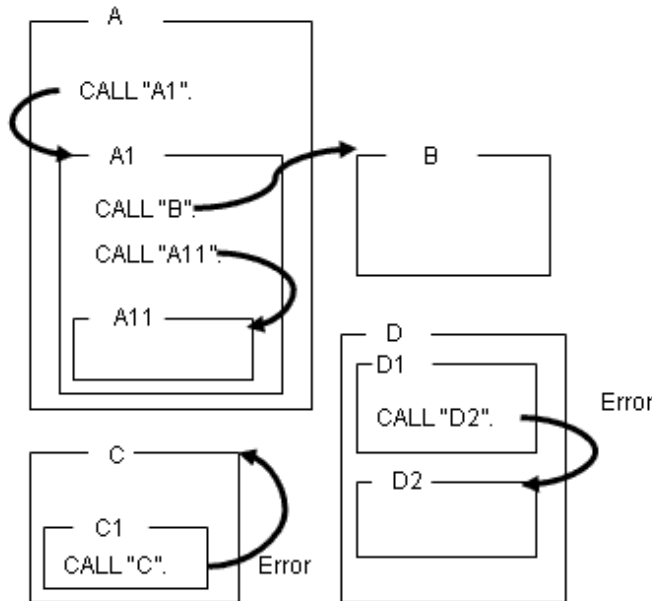 A
CALL "A1".
A1
B
CALL "B".
CALL "A11".
A11
D
D1
CALL "D2".
Error
D2
C
C1
CALL "C".
Error